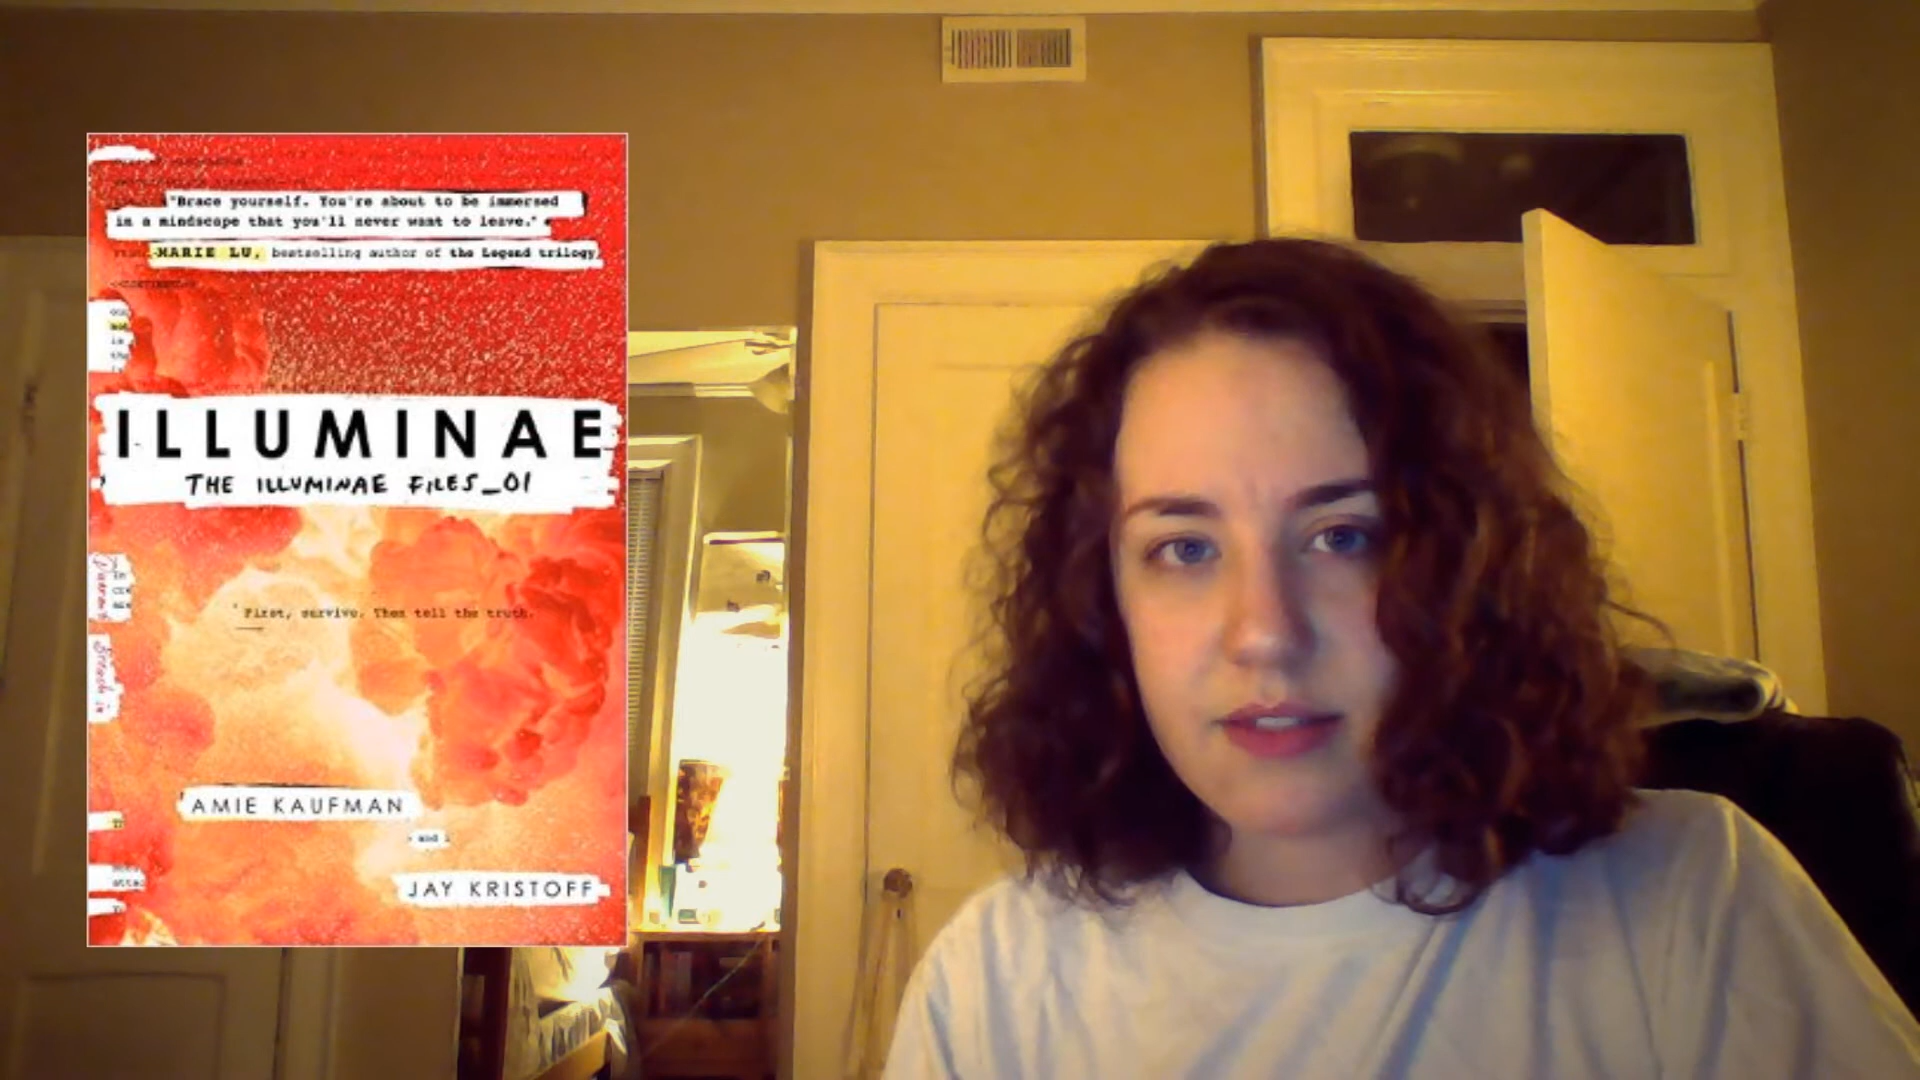 "Brace yourself. You're about to be immersed
in a mindscape that you'll never want to leave."
-MARIE LU, bestselling author of the Legend trilogy
ILLUMINAE
THE ILLUMINAE FILES_01
First, survive. Then tell the truth.
AMIE KAUFMAN
and
JAY KRISTOFF